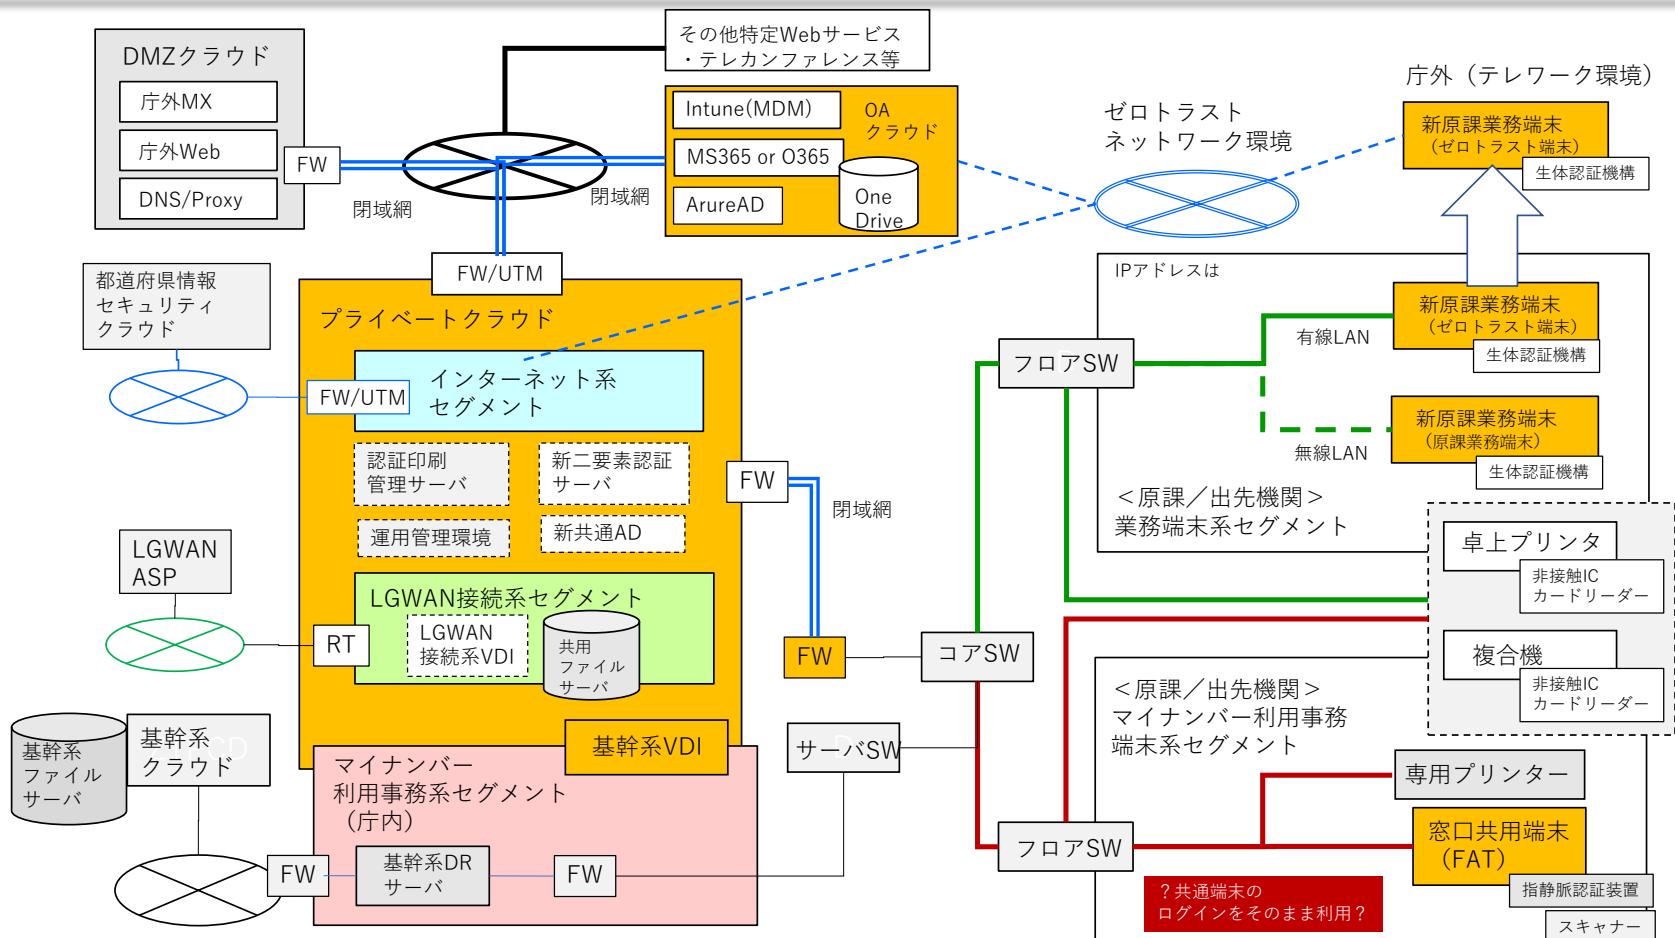 DMZクラウド
庁外MX
庁外Web
DNS/Proxy
FW
閉域網
閉域網
その他特定Webサービス
・テレカンファレンス等
Intune(MDM)
OA
クラウド
MS365 or O365
ArureAD
One
Drive
ゼロトラスト
ネットワーク環境
庁外（テレワーク環境）
新原課業務端末
（ゼロトラスト端末）
生体認証機構
都道府県情報
セキュリティ
クラウド
FW/UTM
プライベートクラウド
FW/UTM
インターネット系
セグメント
認証印刷
管理サーバ
新二要素認証
サーバ
運用管理環境
新共通AD
FW
閉域網
LGWAN
ASP
RT
LGWAN接続系セグメント
LGWAN
接続系VDI
共用
ファイル
サーバ
FW
コアSW
サーバSW
基幹系
ファイル
サーバ
基幹系
クラウド
基幹系VDI
マイナンバー
利用事務系セグメント
（庁内）
FW
基幹系DR
サーバ
FW
IPアドレスは
フロアSW
有線LAN
新原課業務端末
（ゼロトラスト端末）
生体認証機構
無線LAN
新原課業務端末
（原課業務端末）
生体認証機構
＜原課／出先機関＞
業務端末系セグメント
卓上プリンタ
非接触IC
カードリーダー
複合機
非接触IC
カードリーダー
＜原課／出先機関＞
マイナンバー利用事務
端末系セグメント
専用プリンター
フロアSW
窓口共用端末
（FAT）
指静脈認証装置
スキャナー
？共通端末の
ログインをそのまま利用？